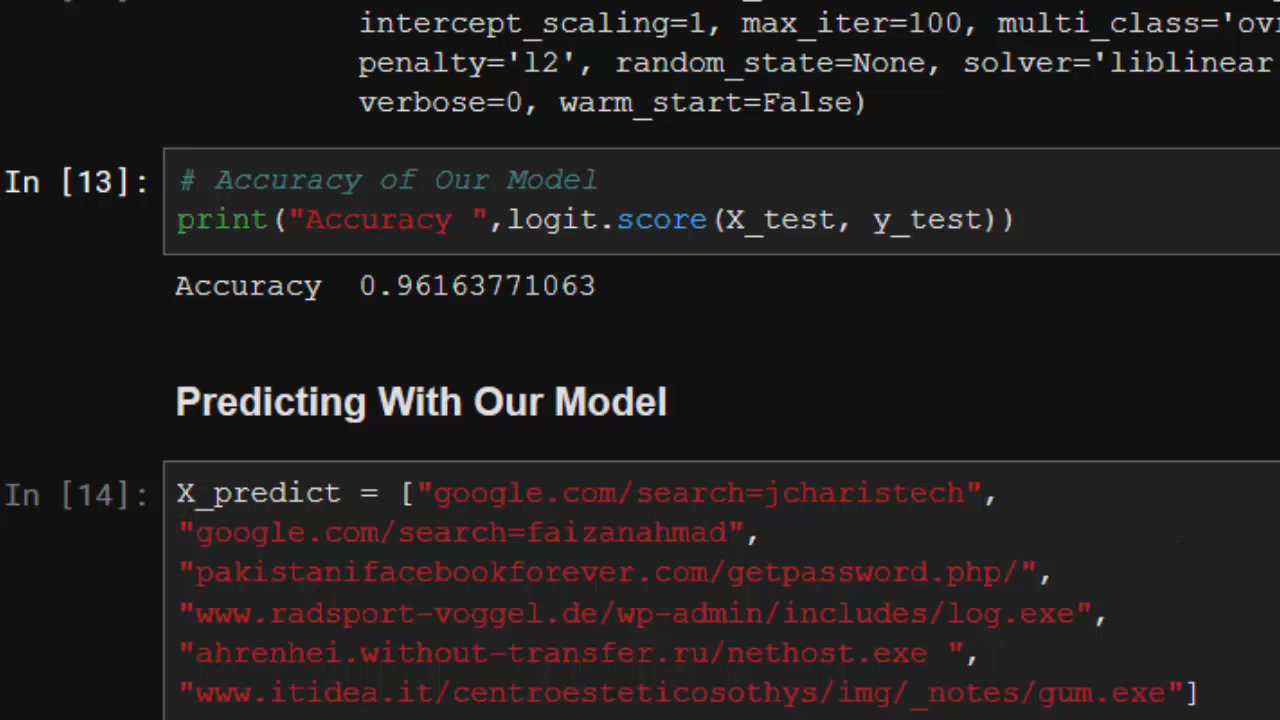 intercept_scaling=1, max_iter=100, multi_class='ov
penalty='l2', random_state=None, solver='liblinear
verbose=0, warm_start=False)
In [13]:
# Accuracy of Our Model
print("Accuracy ",logit.score(X_test, y_test))
Accuracy  0.96163771063
Predicting With Our Model
In [14]:
X_predict = ["google.com/search=jcharistech",
"google.com/search=faizanahmad",
"pakistanifacebookforever.com/getpassword.php/",
"www.radsport-voggel.de/wp-admin/includes/log.exe",
"ahrenhei.without-transfer.ru/nethost.exe ",
"www.itidea.it/centroesteticosothys/img/_notes/gum.exe"]